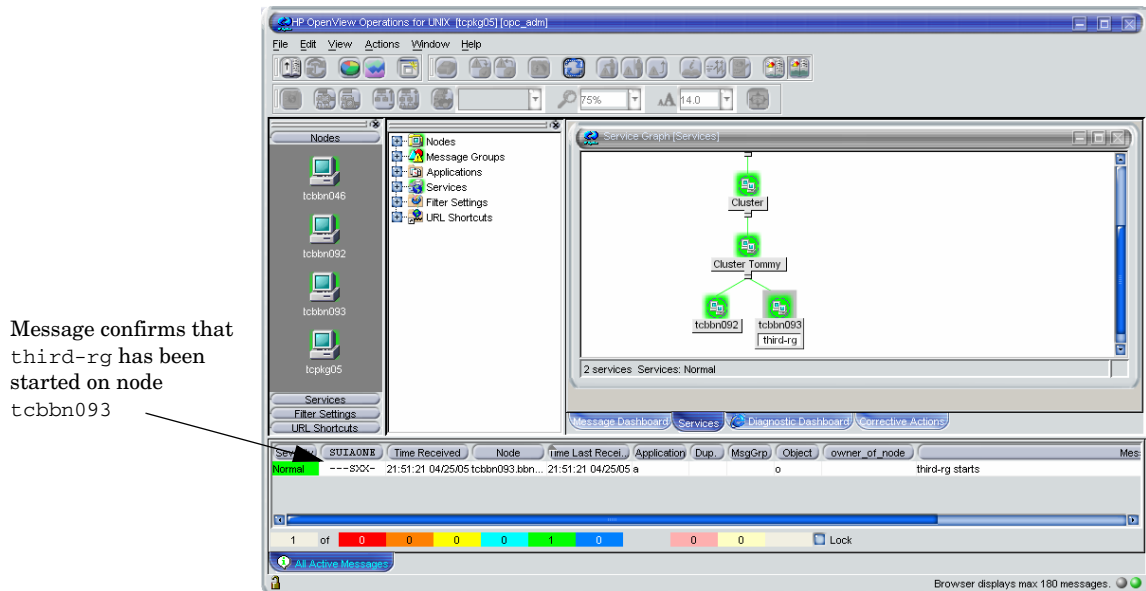 HP OpenView Operations for UNIX [tcpkg05] [opc_adm]
File Edit View Actions Window Help
75%
14.0
Nodes
tcbbn046
tcbbn092
tcbbn093
tcpkg05
Services
Filter Settings
URL Shortcuts
Nodes
Message Groups
Applications
Services
Filter Settings
URL Shortcuts
Service Graph [Services]
Cluster
Cluster Tommy
tcbbn092
tcbbn093
third-rg
2 services Services: Normal
Message Dashboard Services Diagnostic Dashboard Corrective Actions
Message confirms that
third-rg has been
started on node
tcbbn093
SUIAONE Time Received Node Time Last Recei... Application Dup. MsgGrp Object owner_of_node Mes
Normal ---SXX- 21:51:21 04/25/05 tcbbn093.bbn... 21:51:21 04/25/05 a o third-rg starts
1 of 0 0 0 0 1 0 0 0 Lock
All Active Messages
Browser displays max 180 messages.